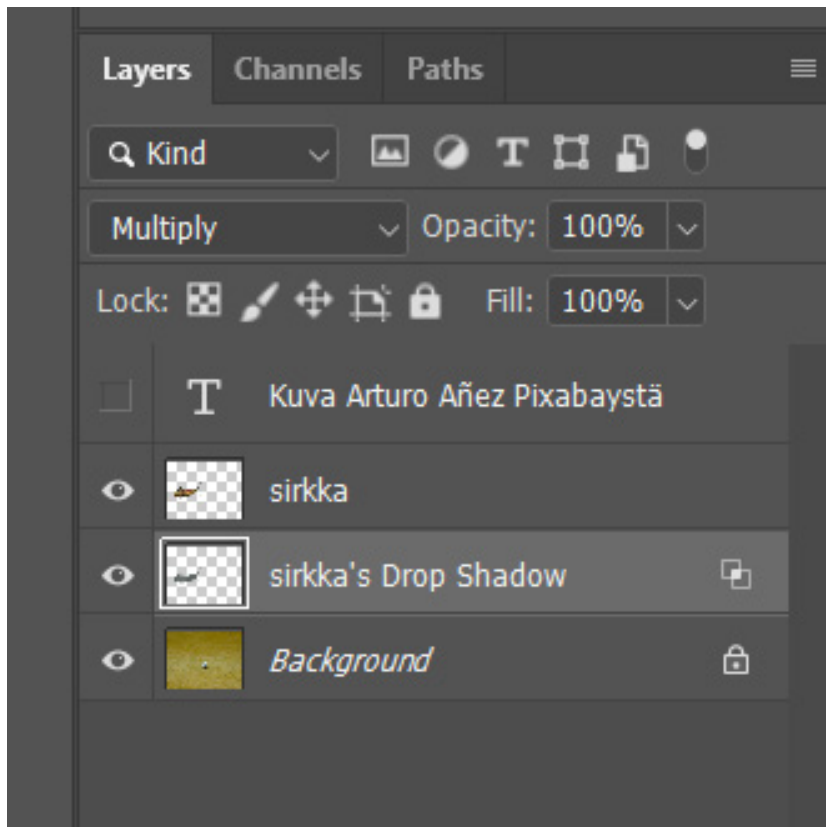 Layers Channels Paths
Kind
Multiply Opacity: 100%
Lock: Fill: 100%
T Kuva Arturo Añez Pixabaystä
sirkka
sirkka's Drop Shadow
Background